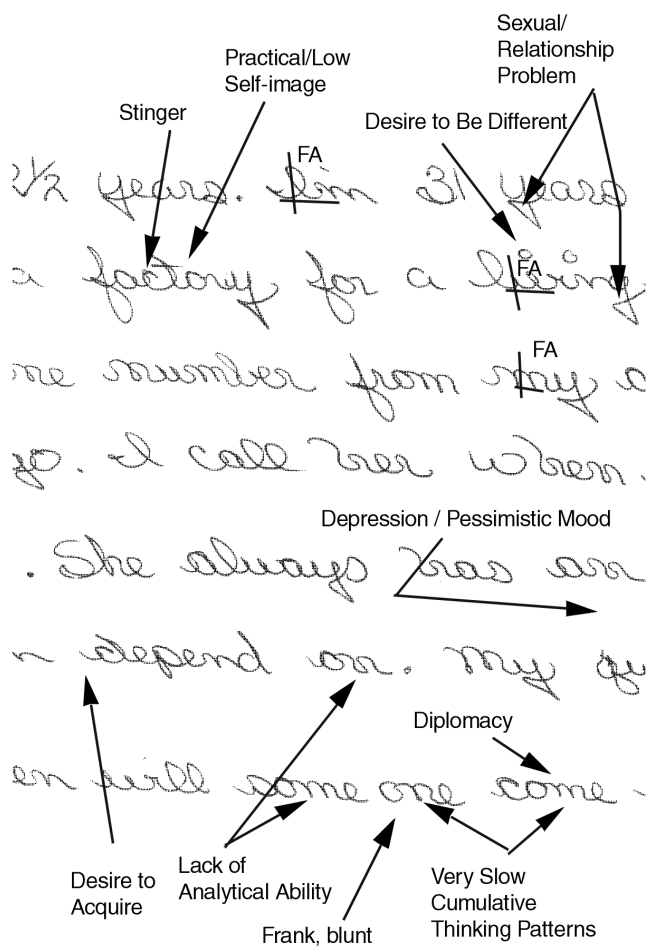 Sexual/
Relationship
Problem
Practical/Low
Self-image
Stinger
Desire to Be Different
FA
2½ years. I'm 31 years
a factory for a living
FA
FA
me number from my a
go. I call her when.
Depression / Pessimistic Mood
. She always has an
n depend on. My gu
Diplomacy
en will some one come
Desire to
Acquire
Lack of
Analytical Ability
Frank, blunt
Very Slow
Cumulative
Thinking Patterns